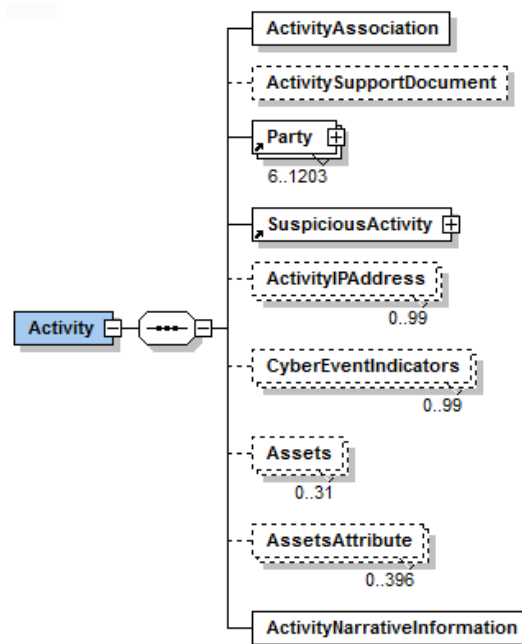 ActivityAssociation
ActivitySupportDocument
Party
6..1203
SuspiciousActivity
ActivityIPAddress
0..99
Activity
CyberEventIndicators
0..99
Assets
0..31
AssetsAttribute
0..396
ActivityNarrativeInformation